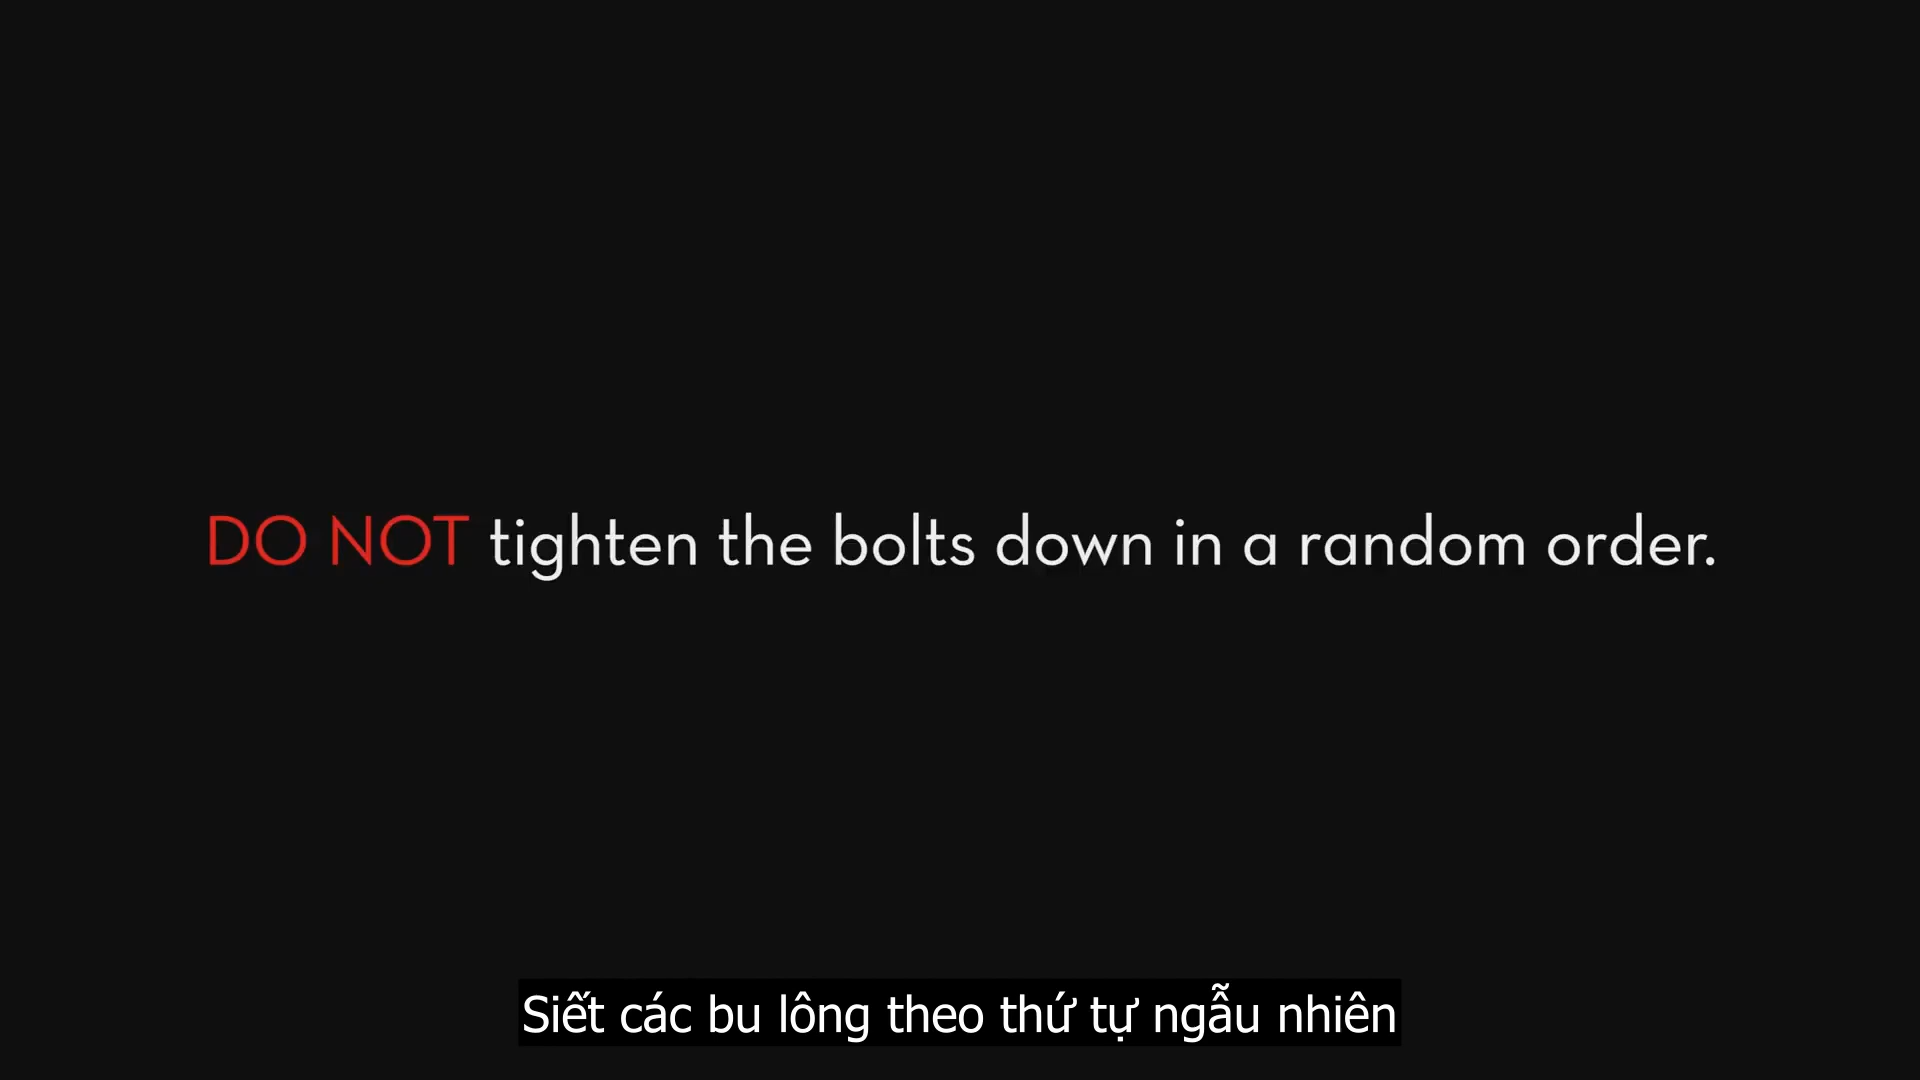 DO NOT tighten the bolts down in a random order.
Siết các bu lông theo thứ tự ngẫu nhiên